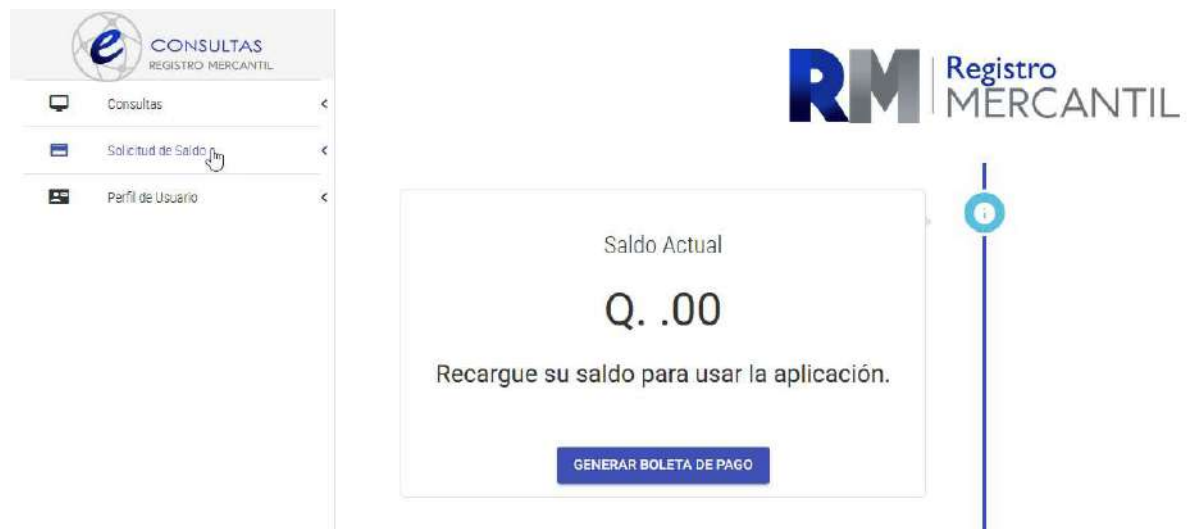 e CONSULTAS
REGISTRO MERCANTIL
Consultas
Solicitud de Saldo
Perfil de Usuario
RM Registro
MERCANTIL
Saldo Actual
Q. .00
Recargue su saldo para usar la aplicación.
GENERAR BOLETA DE PAGO